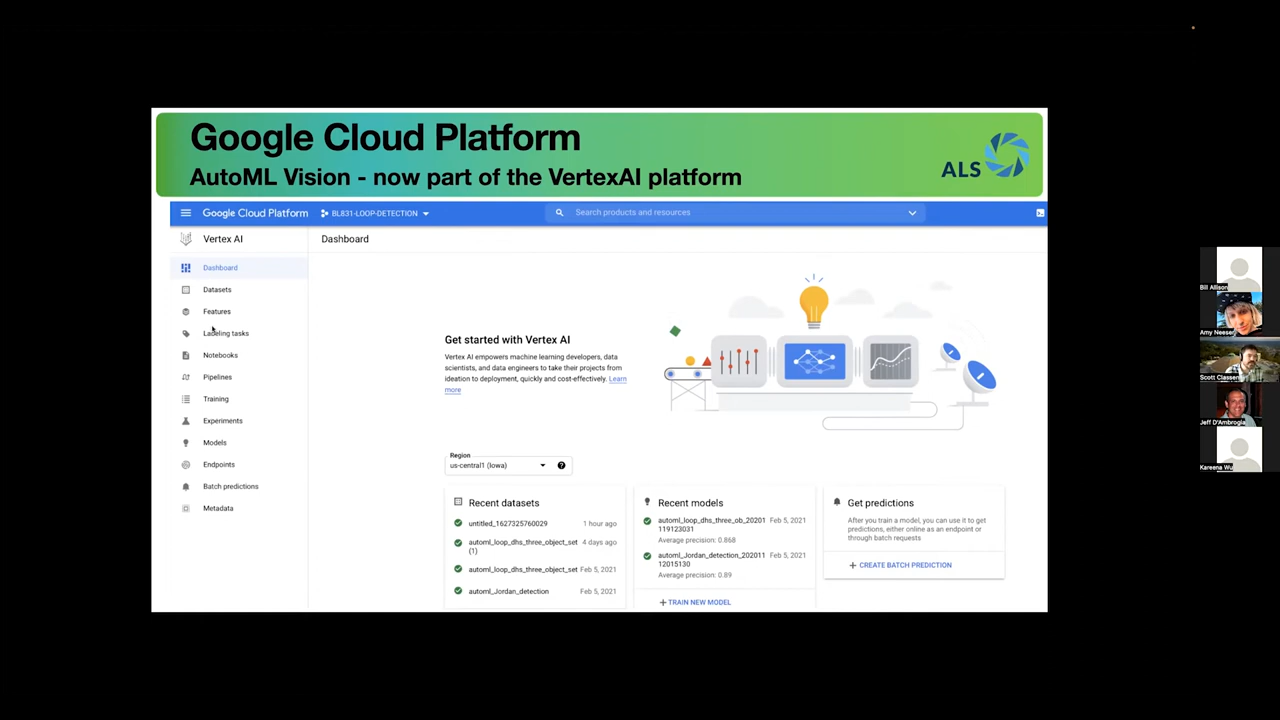 Google Cloud Platform
AutoML Vision - now part of the VertexAI platform
ALS
Google Cloud Platform
BL831-LOOP-DETECTION
Search products and resources
Vertex AI
Dashboard
Dashboard
Datasets
Features
Labeling tasks
Notebooks
Pipelines
Training
Experiments
Models
Endpoints
Batch predictions
Metadata
Get started with Vertex AI
Vertex AI empowers machine learning developers, data
scientists, and data engineers to take their projects from
ideation to deployment, quickly and cost-effectively. Learn
more
Region
us-central1 (Iowa)
Recent datasets
untitled_1627325760029 1 hour ago
automl_loop_dhs_three_object_set 4 days ago
(1)
automl_loop_dhs_three_object_set Feb 5, 2021
automl_Jordan_detection Feb 5, 2021
Recent models
automl_loop_dhs_three_ob_20201 Feb 5, 2021
119123031
Average precision: 0.868
automl_Jordan_detection_202011 Feb 5, 2021
12015130
Average precision: 0.89
+ TRAIN NEW MODEL
Get predictions
After you train a model, you can use it to get
predictions, either online as an endpoint or
through batch requests
+ CREATE BATCH PREDICTION
Bill Allison
Amy Neeser
Scott Classen
Jeff D'Ambrogia
Kareena Wu